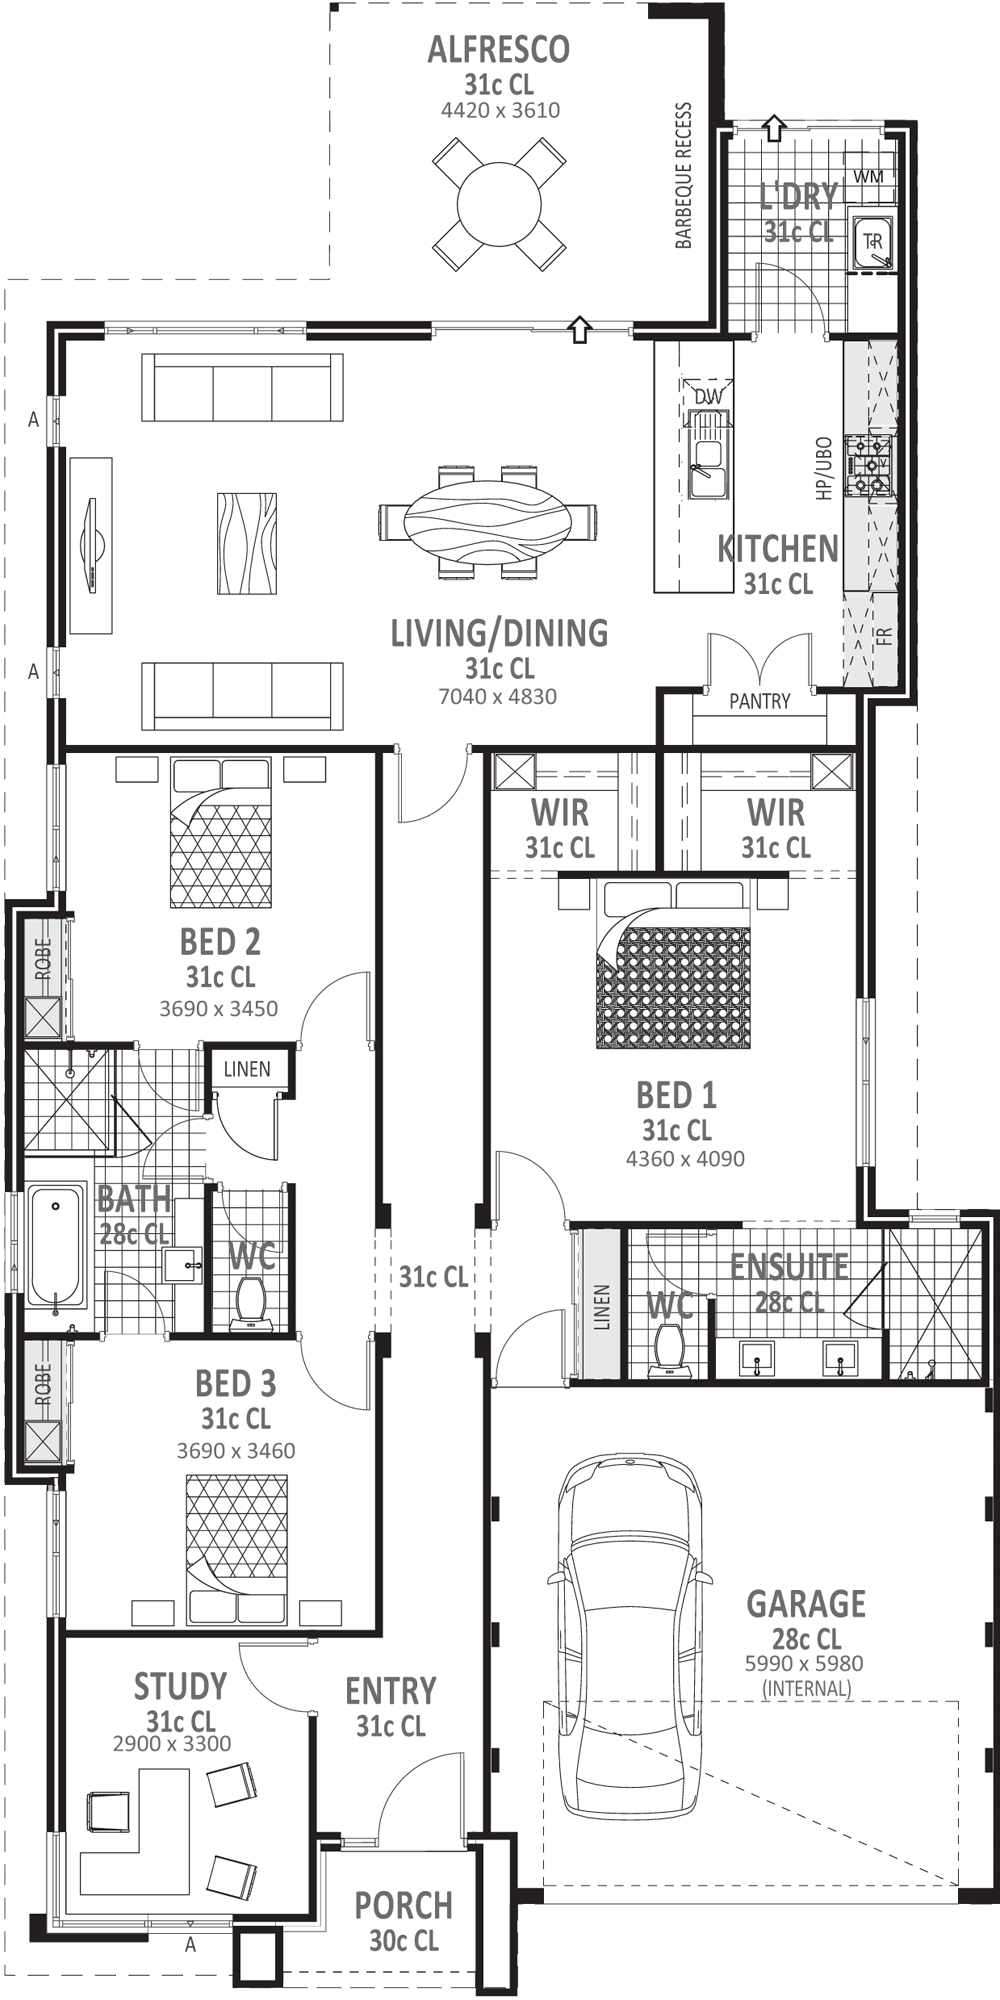 ALFRESCO
31c CL
4420 x 3610
BARBEQUE RECESS
WM
L'DRY
31c CL
TR
A
DW
HP/UBO
KITCHEN
31c CL
FR
LIVING/DINING
31c CL
7040 x 4830
A
PANTRY
WIR
31c CL
WIR
31c CL
BED 2
31c CL
3690 x 3450
ROBE
LINEN
BED 1
31c CL
4360 x 4090
BATH
28c CL
WC
31c CL
LINEN
WC
ENSUITE
28c CL
ROBE
BED 3
31c CL
3690 x 3460
GARAGE
28c CL
5990 x 5980
(INTERNAL)
STUDY
31c CL
2900 x 3300
ENTRY
31c CL
PORCH
30c CL
A